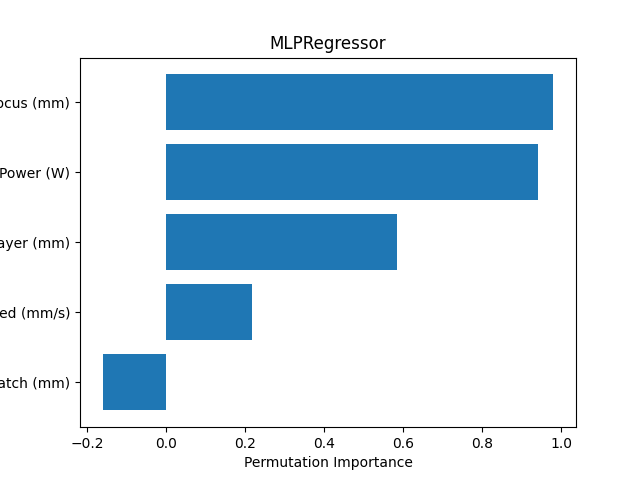 MLPRegressor
ocus (mm)
Power (W)
ayer (mm)
ed (mm/s)
atch (mm)
−0.2 0.0 0.2 0.4 0.6 0.8 1.0
Permutation Importance